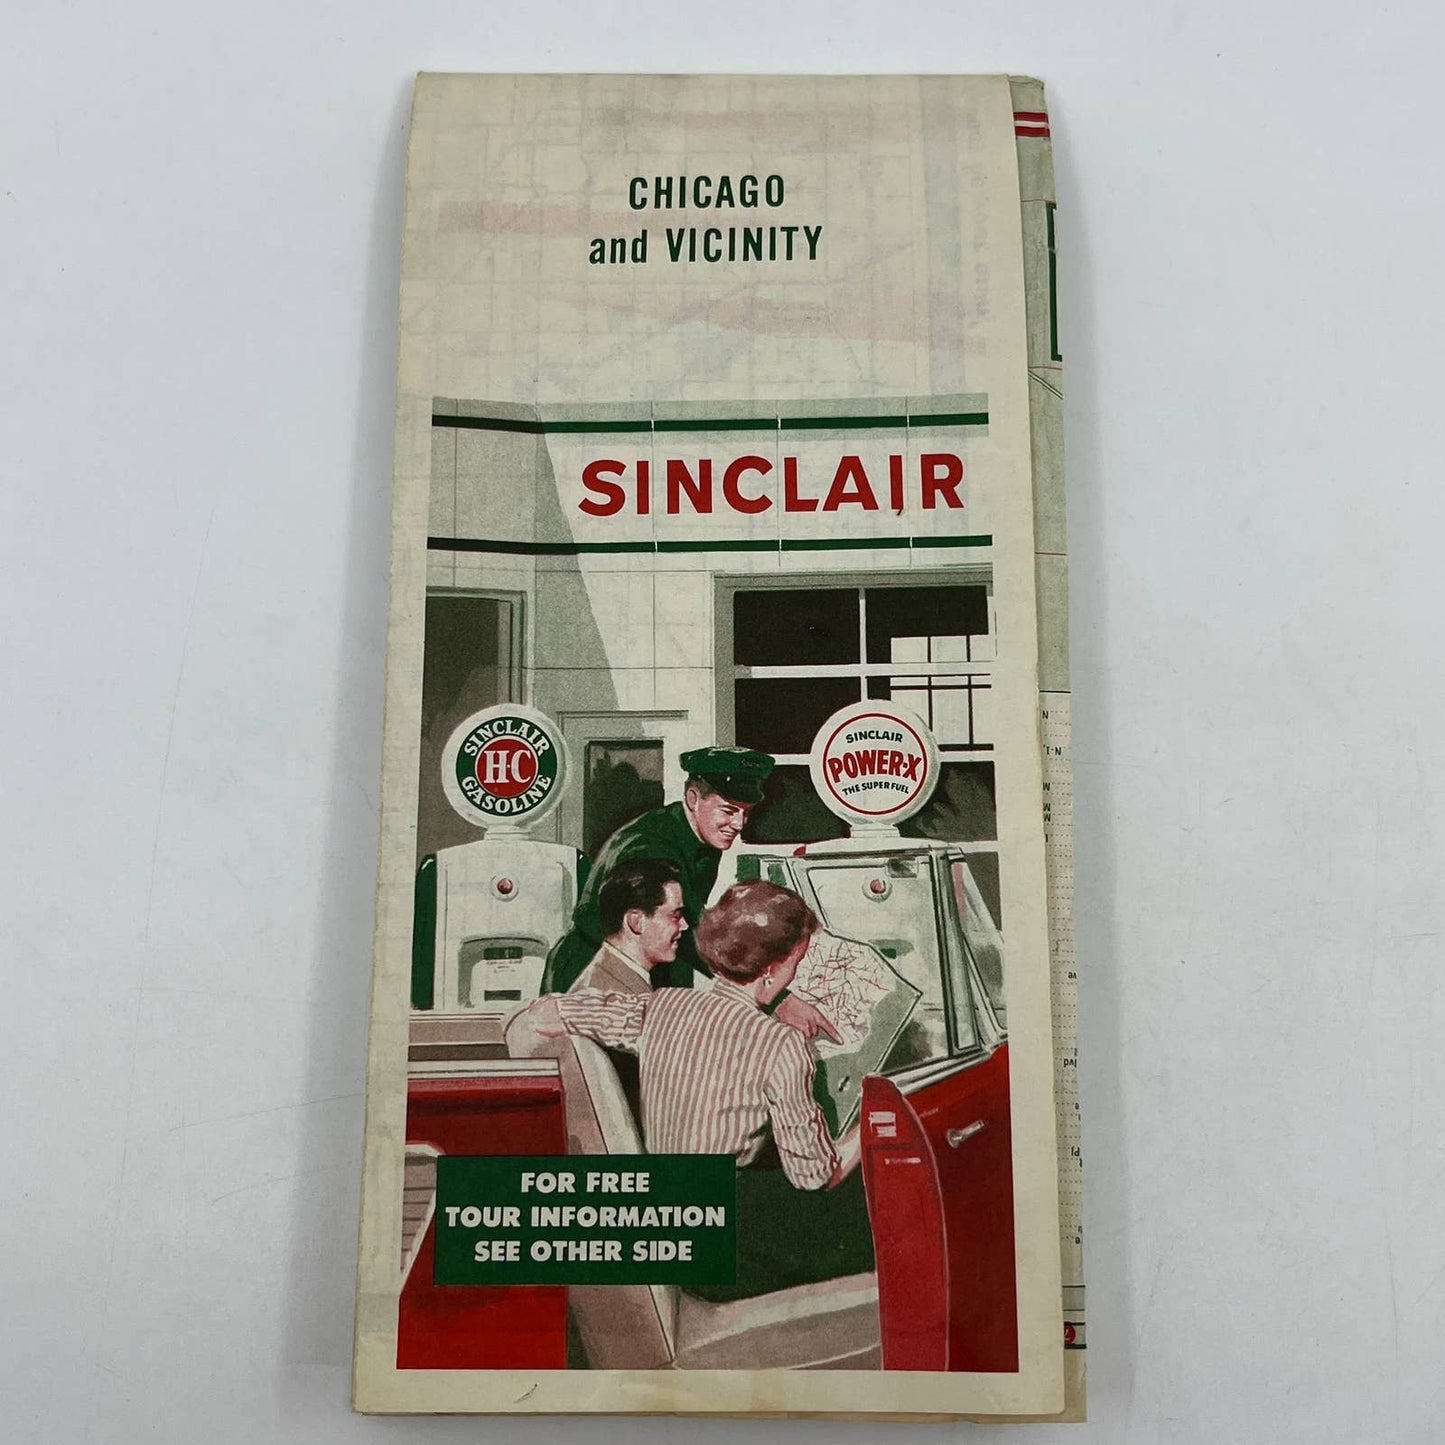 CHICAGO
and VICINITY
SINCLAIR
SINCLAIR
H-C
GASOLINE
SINCLAIR
POWER-X
THE SUPER FUEL
FOR FREE
TOUR INFORMATION
SEE OTHER SIDE